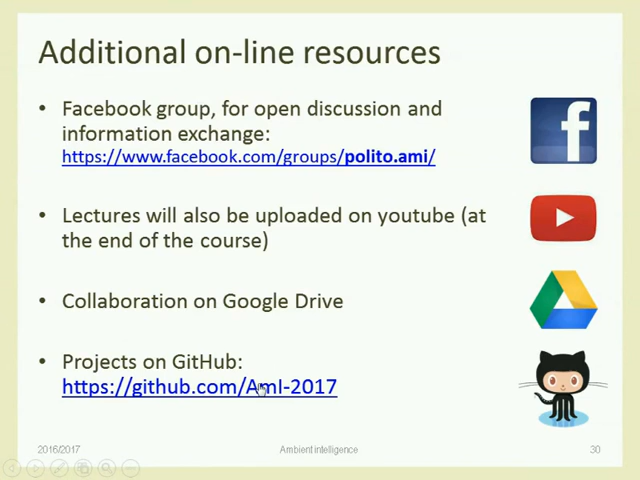 Additional on-line resources
• Facebook group, for open discussion and
information exchange:
https://www.facebook.com/groups/polito.ami/
• Lectures will also be uploaded on youtube (at
the end of the course)
• Collaboration on Google Drive
• Projects on GitHub:
https://github.com/AmI-2017
2016/2017
Ambient intelligence
30